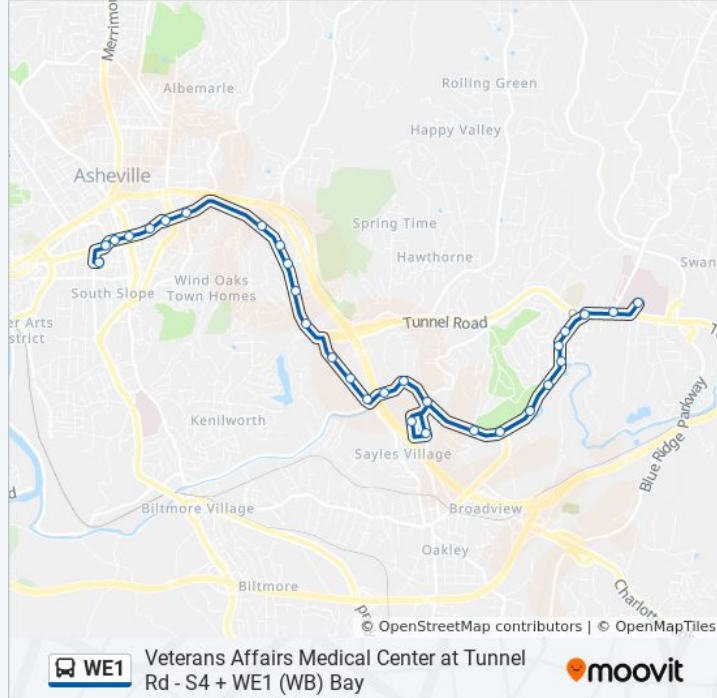 Merrimon
Albemarle
Rolling Green
Happy Valley
Asheville
Spring Time
Hawthorne
Swan
Wind Oaks
Town Homes
South Slope
er Arts
strict
Tunnel Road
Kenilworth
Sayles Village
Blue Ridge Parkway
Biltmore Village
Broadview
Oakley
Biltmore
Charlott
© OpenStreetMap contributors | © OpenMapTiles
WE1
Veterans Affairs Medical Center at Tunnel
Rd - S4 + WE1 (WB) Bay
moovit